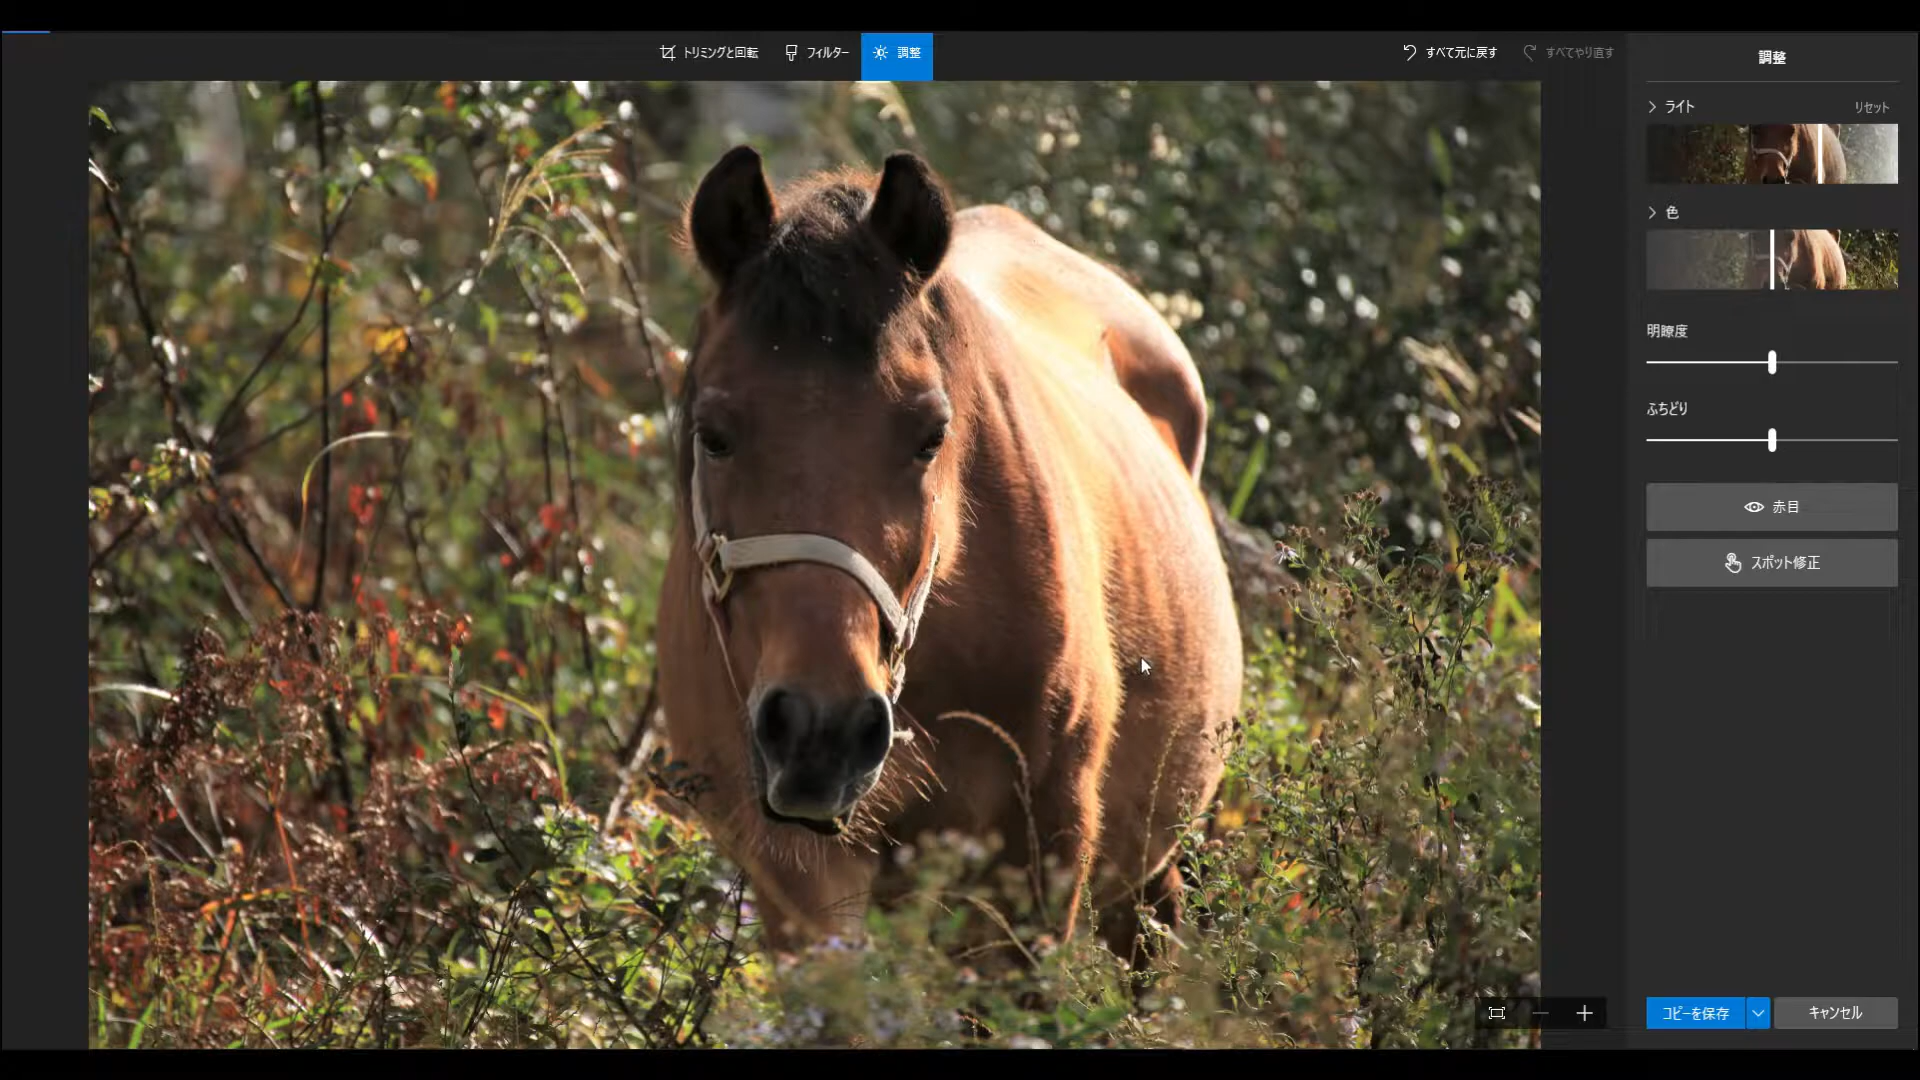 トリミングと回転 フィルター 調整 すべて元に戻す すべてやり直す
調整
ライト リセット
色
明瞭度
ふちどり
赤目
スポット修正
コピーを保存 キャンセル